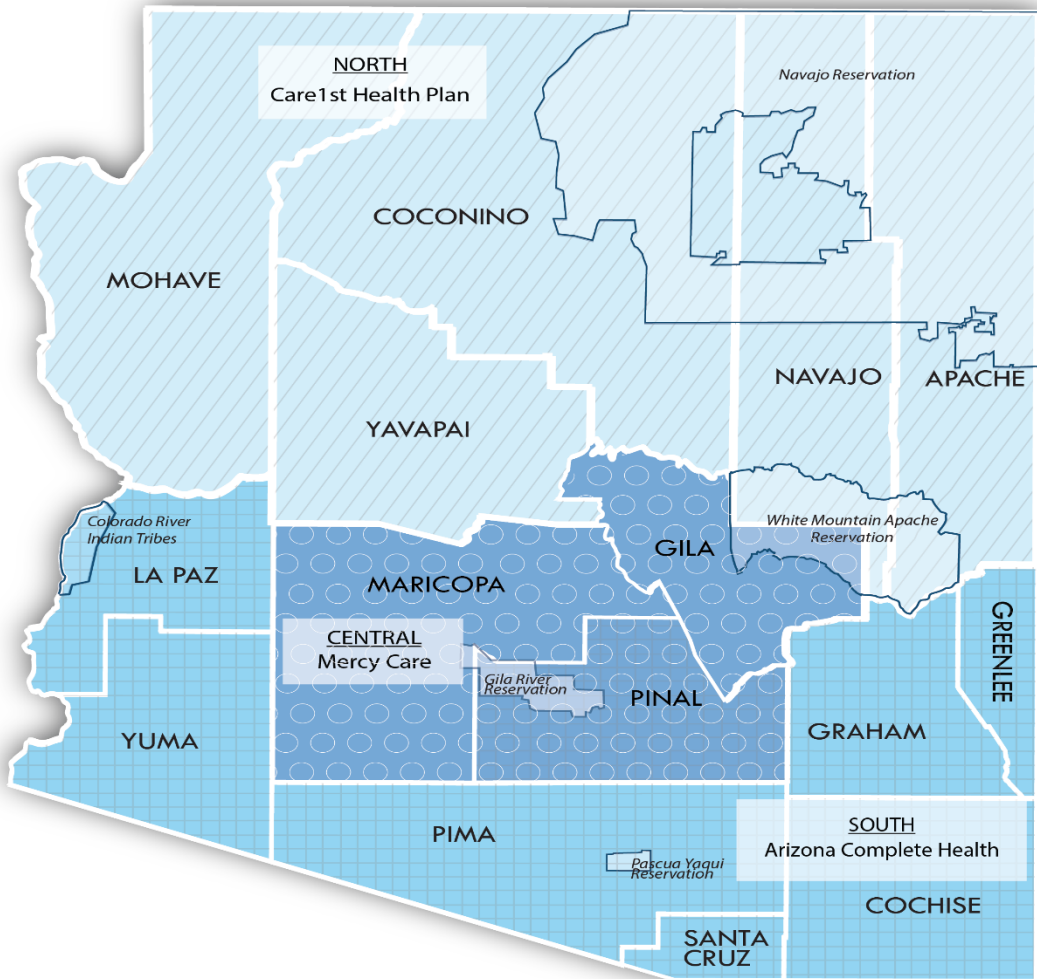 NORTH
Care1st Health Plan
Navajo Reservation
COCONINO
MOHAVE
NAVAJO
APACHE
YAVAPAI
Colorado River
Indian Tribes
White Mountain Apache
Reservation
GILA
LA PAZ
MARICOPA
GREENLEE
CENTRAL
Mercy Care
Gila River
Reservation
PINAL
YUMA
GRAHAM
PIMA
SOUTH
Arizona Complete Health
Pascua Yaqui
Reservation
COCHISE
SANTA
CRUZ